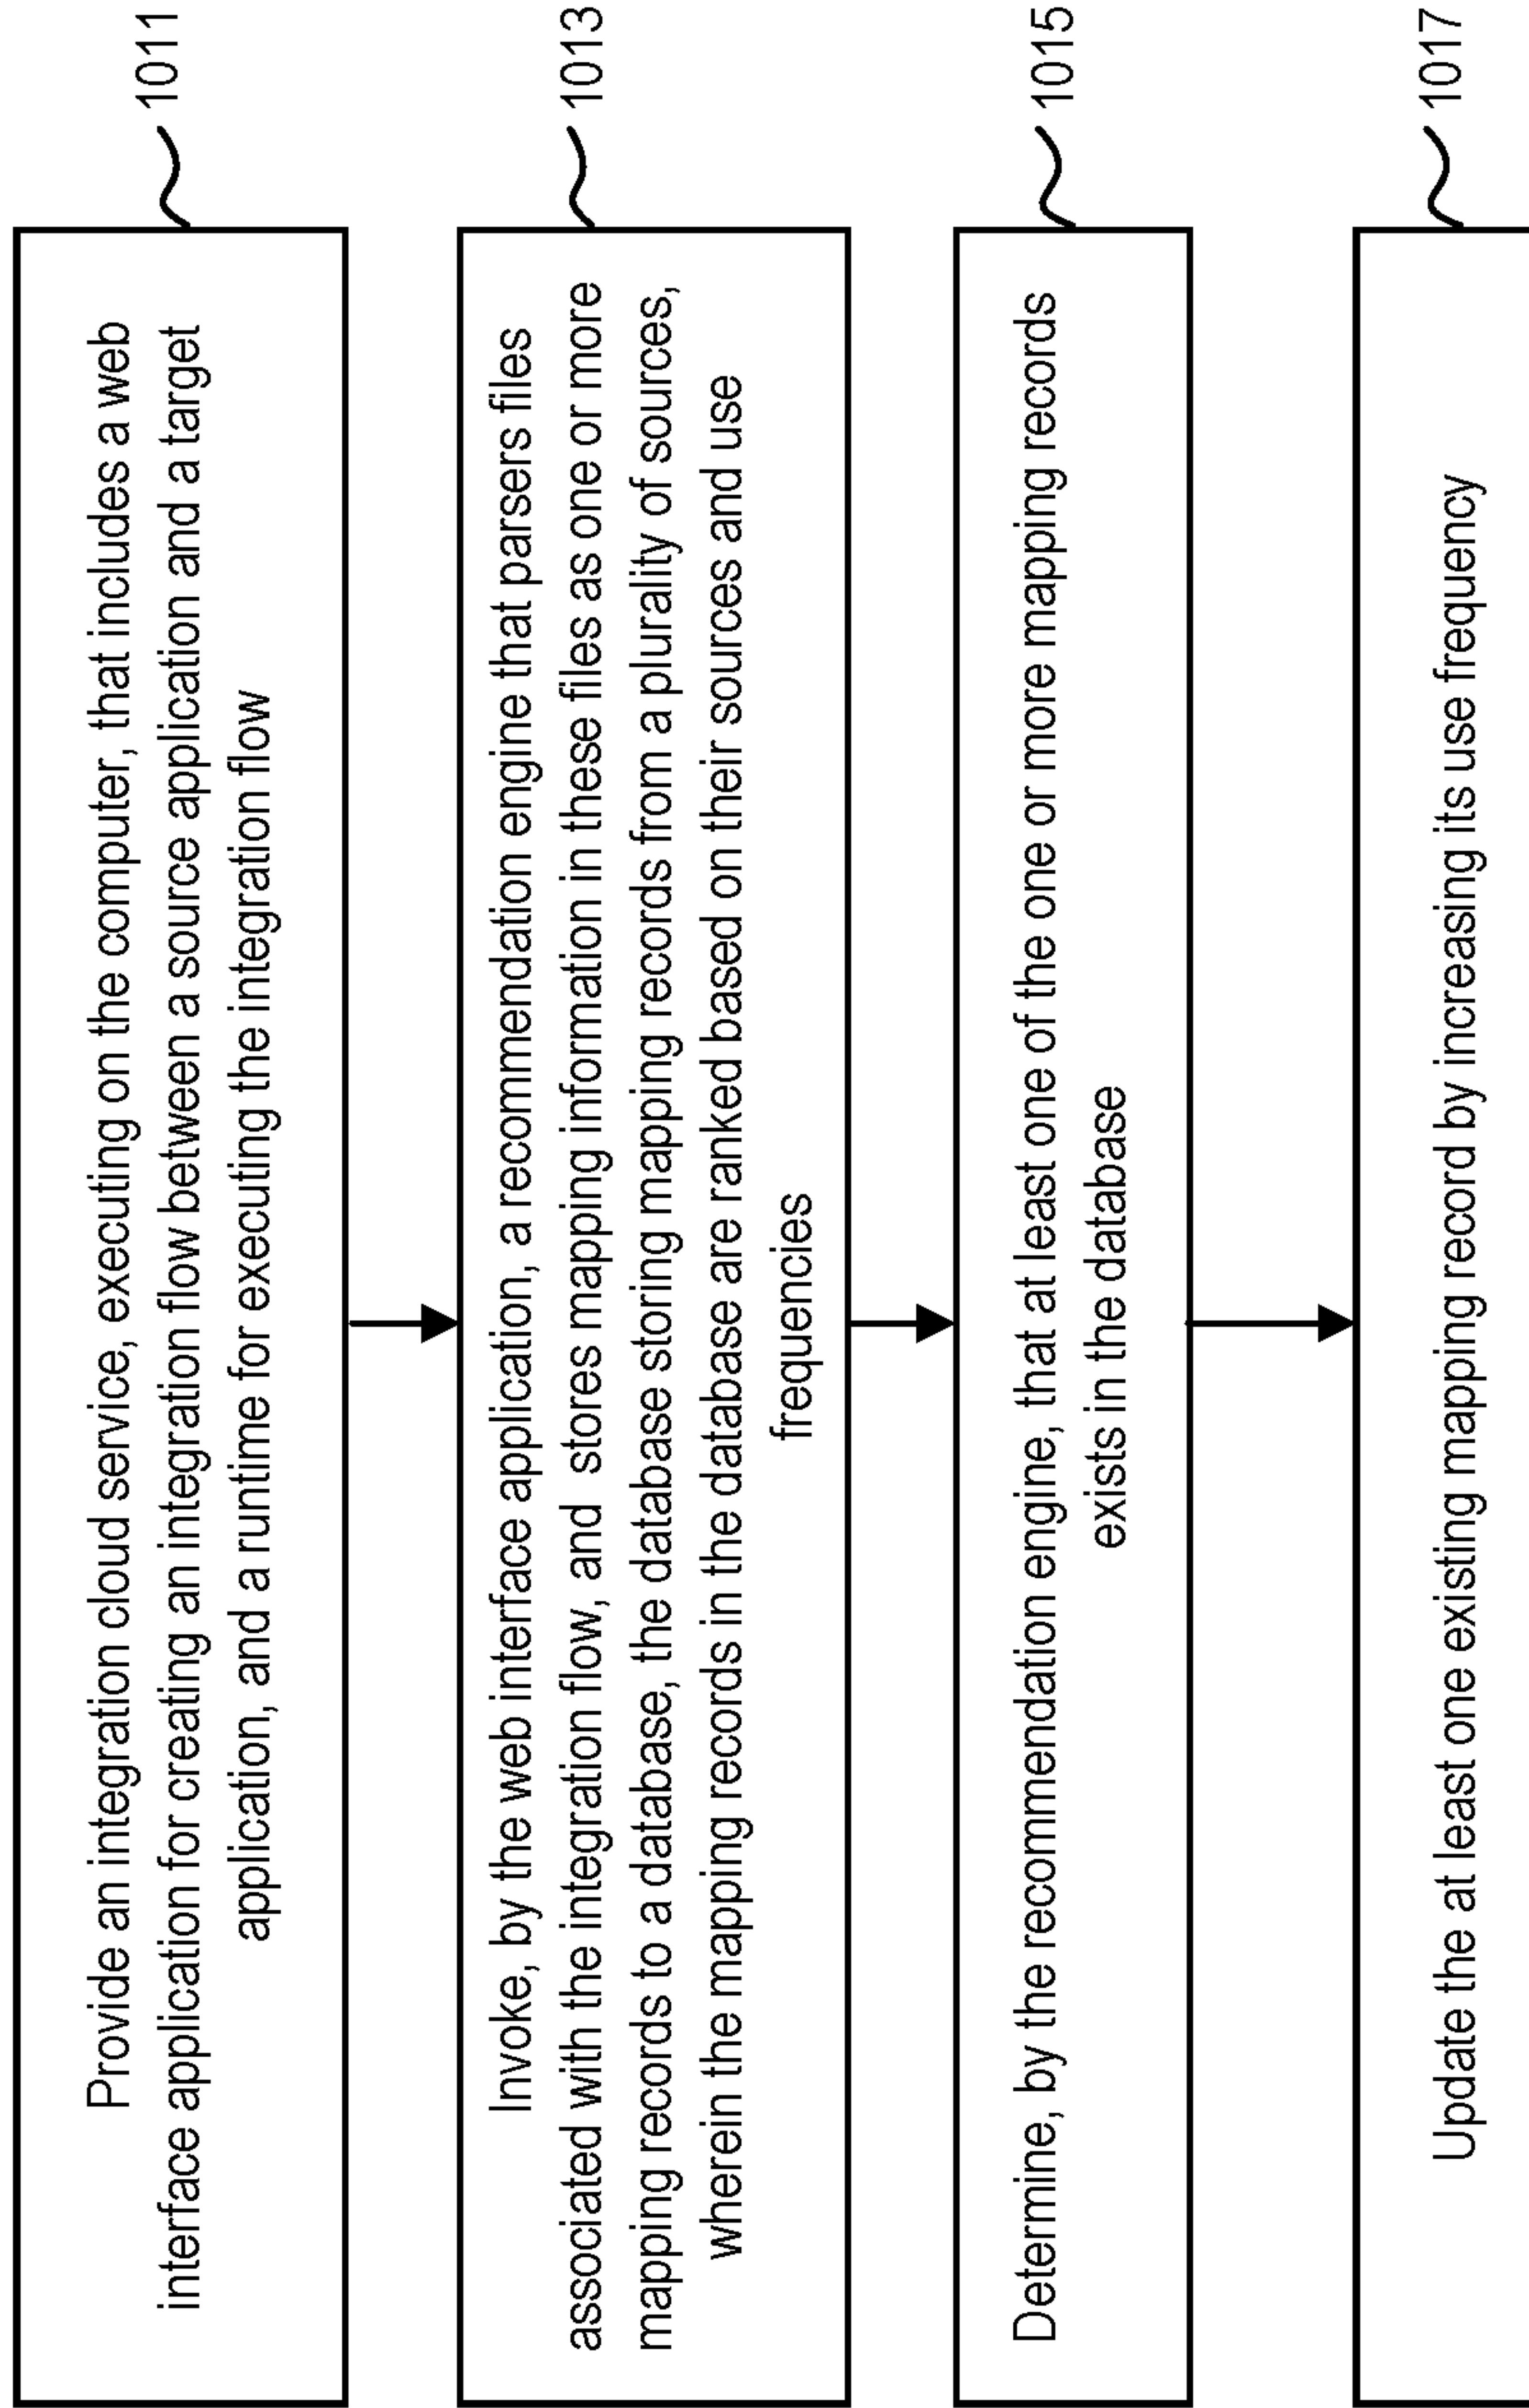 Provide an integration cloud service, executing on the computer, that includes a web
interface application for creating an integration flow between a source application and a target
application, and a runtime for executing the integration flow
1011
Invoke, by the web interface application, a recommendation engine that parsers files
associated with the integration flow, and stores mapping information in these files as one or more
mapping records to a database, the database storing mapping records from a plurality of sources,
wherein the mapping records in the database are ranked based on their sources and use
frequencies
1013
Determine, by the recommendation engine, that at least one of the one or more mapping records
exists in the database
1015
Update the at least one existing mapping record by increasing its use frequency
1017